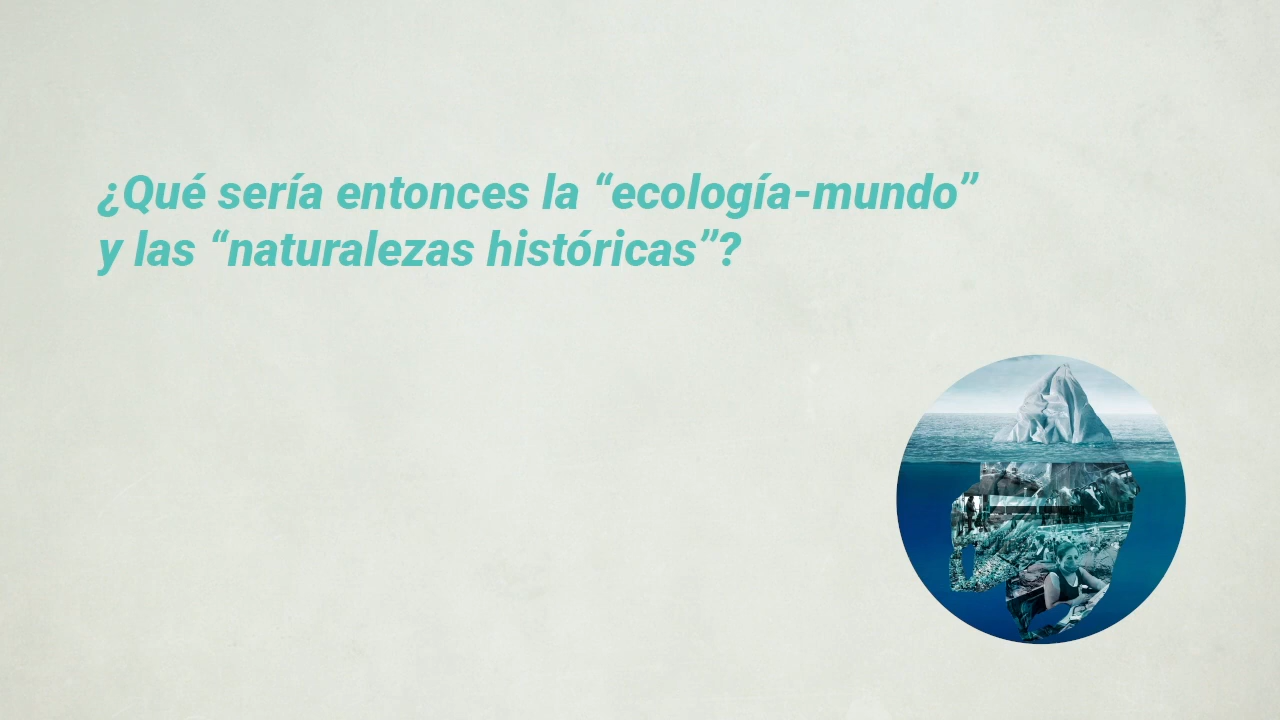 ¿Qué sería entonces la “ecología-mundo”
y las “naturalezas históricas”?